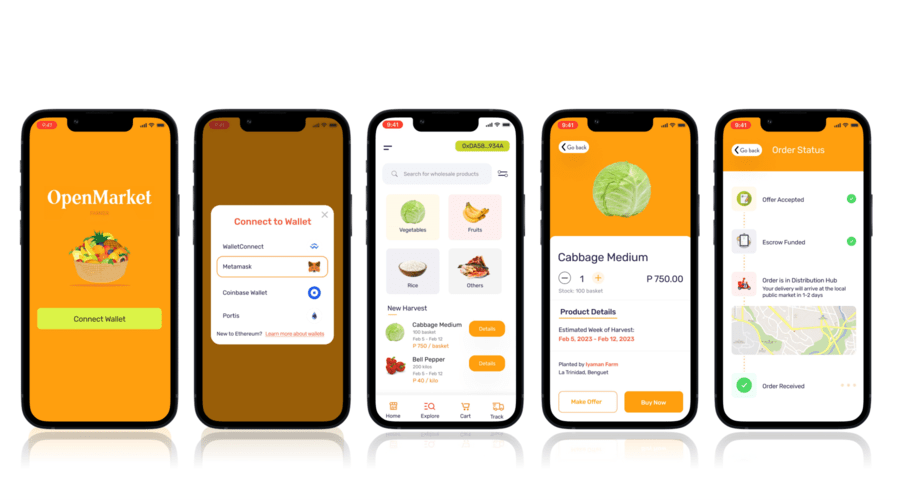 7:41
OpenMarket
Connect Wallet
7:41
Connect to Wallet
WalletConnect
Metamask
Coinbase Wallet
Portis
New to Ethereum? Learn more about wallets
9:41
0xDA58...934A
Search for wholesale products
Vegetables
Fruits
Rice
Others
New Harvest
Cabbage Medium
100 basket
Feb 5 - Feb 12
P 750 / basket
Details
Bell Pepper
200 kilos
Feb 5 - Feb 12
P 40 / kilo
Details
Home
Explore
Cart
Track
9:41
Go back
Cabbage Medium
1
P 750.00
Stock: 100 basket
Product Details
Estimated Week of Harvest:
Feb 5, 2023 - Feb 12, 2023
Planted by Iyaman Farm
La Trinidad, Benguet
Make Offer
Buy Now
9:41
Go back
Order Status
Offer Accepted
Escrow Funded
Order is in Distribution Hub
Your delivery will arrive at the local
public market in 1-2 days
Order Received